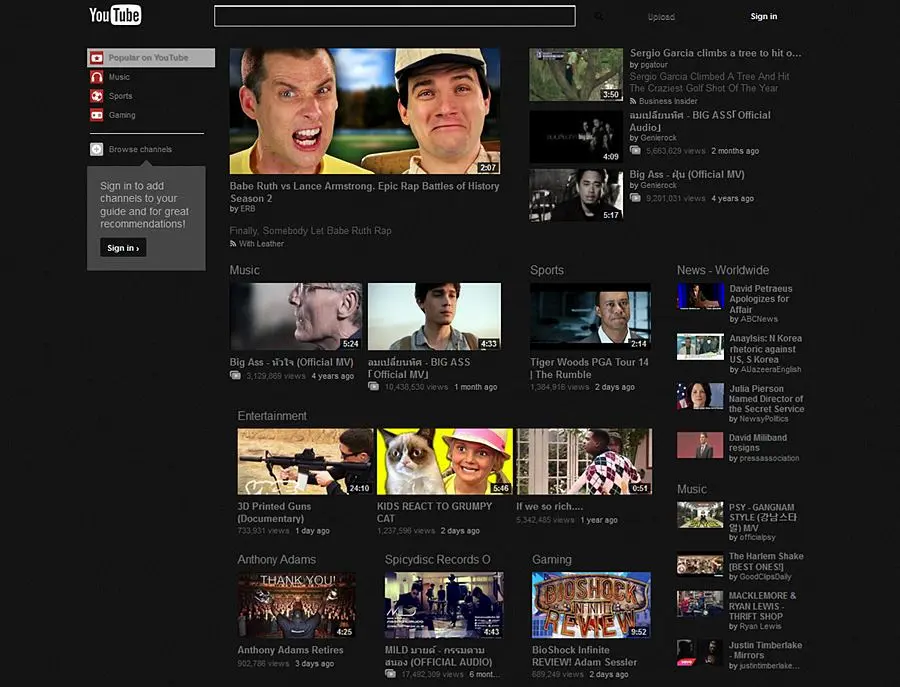 YouTube
Upload
Sign in
Popular on YouTube
Music
Sports
Gaming
Browse channels
Sign in to add
channels to your
guide and for great
recommendations!
Sign in ›
2:07
Babe Ruth vs Lance Armstrong. Epic Rap Battles of History
Season 2
by ERB
Finally, Somebody Let Babe Ruth Rap
With Leather
3:50
Sergio Garcia climbs a tree to hit o...
by pgatour
Sergio Garcia Climbed A Tree And Hit
The Craziest Golf Shot Of The Year
Business Insider
4:09
ลมเปลี่ยนทิศ - BIG ASS「Official
Audio」
by Genierock
5,663,629 views 2 months ago
5:17
Big Ass - ฝุ่น (Official MV)
by Genierock
9,201,031 views 4 years ago
Music
5:24
Big Ass - หัวใจ (Official MV)
3,129,869 views 4 years ago
4:33
ลมเปลี่ยนทิศ - BIG ASS
「Official MV」
10,438,530 views 1 month ago
Sports
2:14
Tiger Woods PGA Tour 14
| The Rumble
1,384,916 views 2 days ago
News - Worldwide
David Petraeus
Apologizes for
Affair
by ABCNews
Anaylsis: N Korea
rhetoric against
US, S Korea
by AlJazeeraEnglish
Julia Pierson
Named Director of
the Secret Service
by NewsyPolitics
David Miliband
resigns
by pressassociation
Entertainment
24:10
3D Printed Guns
(Documentary)
733,931 views 1 day ago
5:46
KIDS REACT TO GRUMPY
CAT
1,237,596 views 2 days ago
0:51
If we so rich....
5,342,485 views 1 year ago
Music
PSY - GANGNAM
STYLE (강남스타
일) M/V
by officialpsy
The Harlem Shake
[BEST ONES!]
by GoodClipsDaily
MACKLEMORE &
RYAN LEWIS -
THRIFT SHOP
by Ryan Lewis
Justin Timberlake
- Mirrors
by justintimberlake...
Anthony Adams
THANK YOU!
4:25
Anthony Adams Retires
902,786 views 3 days ago
Spicydisc Records O
4:43
MILD มายด์ - กรรมตาม
สนอง (OFFICIAL AUDIO)
17,492,309 views 6 mont...
Gaming
BIOSHOCK
INFINITE
REVIEW!
9:52
BioShock Infinite
REVIEW! Adam Sessler
689,249 views 2 days ago